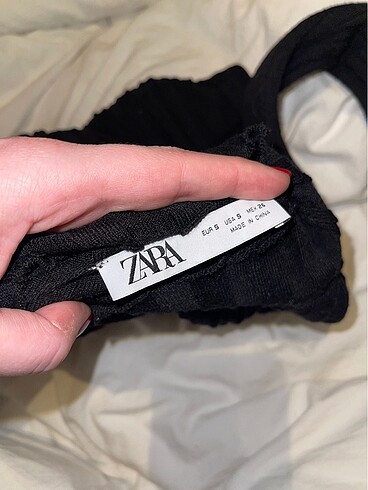 ZARA
EUR S USA S MEX 26
MADE IN CHINA